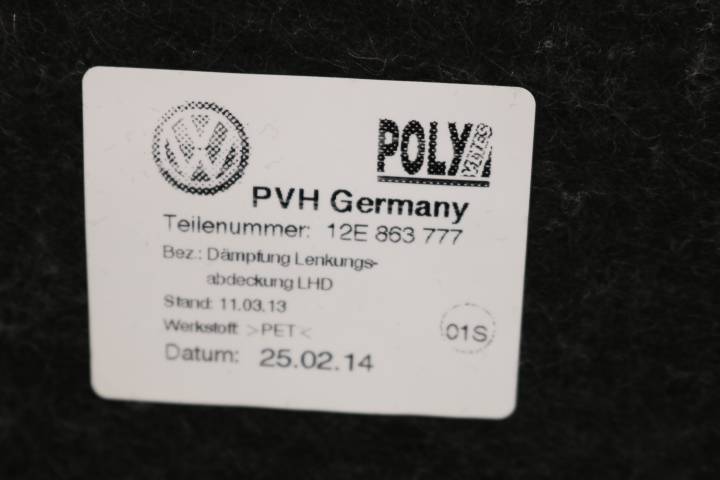 POLY
VLIES
PVH Germany
Teilenummer: 12E 863 777
Bez.: Dämpfung Lenkungs-
abdeckung LHD
Stand: 11.03.13
Werkstoff: >PET<
01S
Datum: 25.02.14